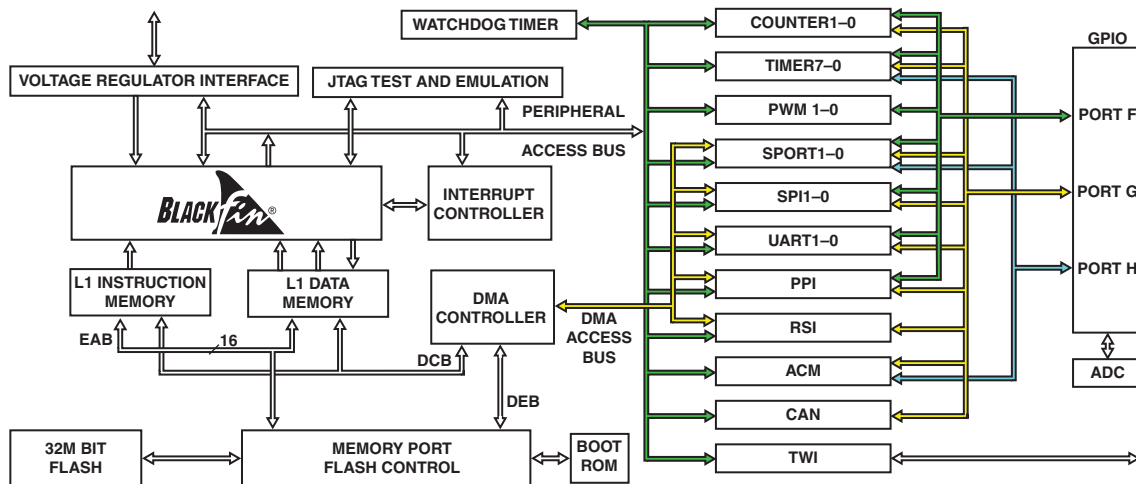 WATCHDOG TIMER
VOLTAGE REGULATOR INTERFACE
JTAG TEST AND EMULATION
PERIPHERAL
ACCESS BUS
BLACKfin®
INTERRUPT
CONTROLLER
L1 INSTRUCTION
MEMORY
L1 DATA
MEMORY
DMA
CONTROLLER
EAB
16
DCB
DMA
ACCESS
BUS
DEB
32M BIT
FLASH
MEMORY PORT
FLASH CONTROL
BOOT
ROM
COUNTER1–0
TIMER7–0
PWM 1–0
SPORT1–0
SPI1–0
UART1–0
PPI
RSI
ACM
CAN
TWI
GPIO
PORT F
PORT G
PORT H
ADC